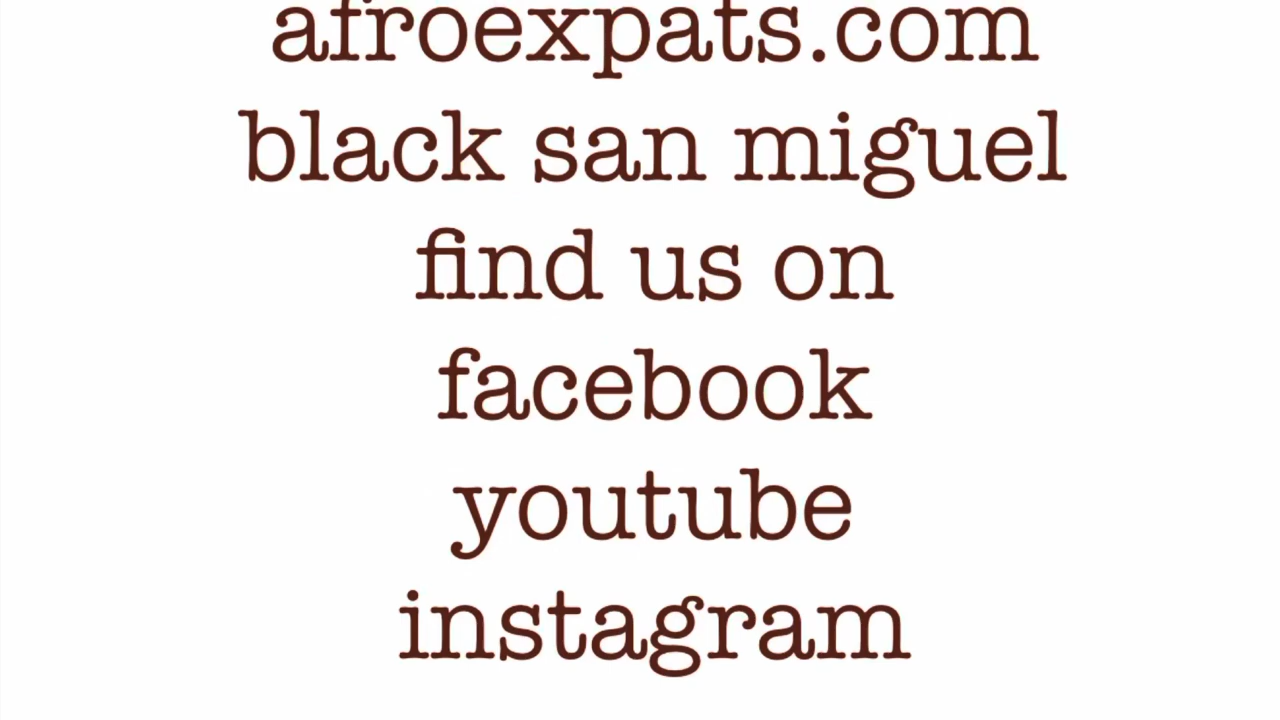 afroexpats.com
black san miguel
find us on
facebook
youtube
instagram